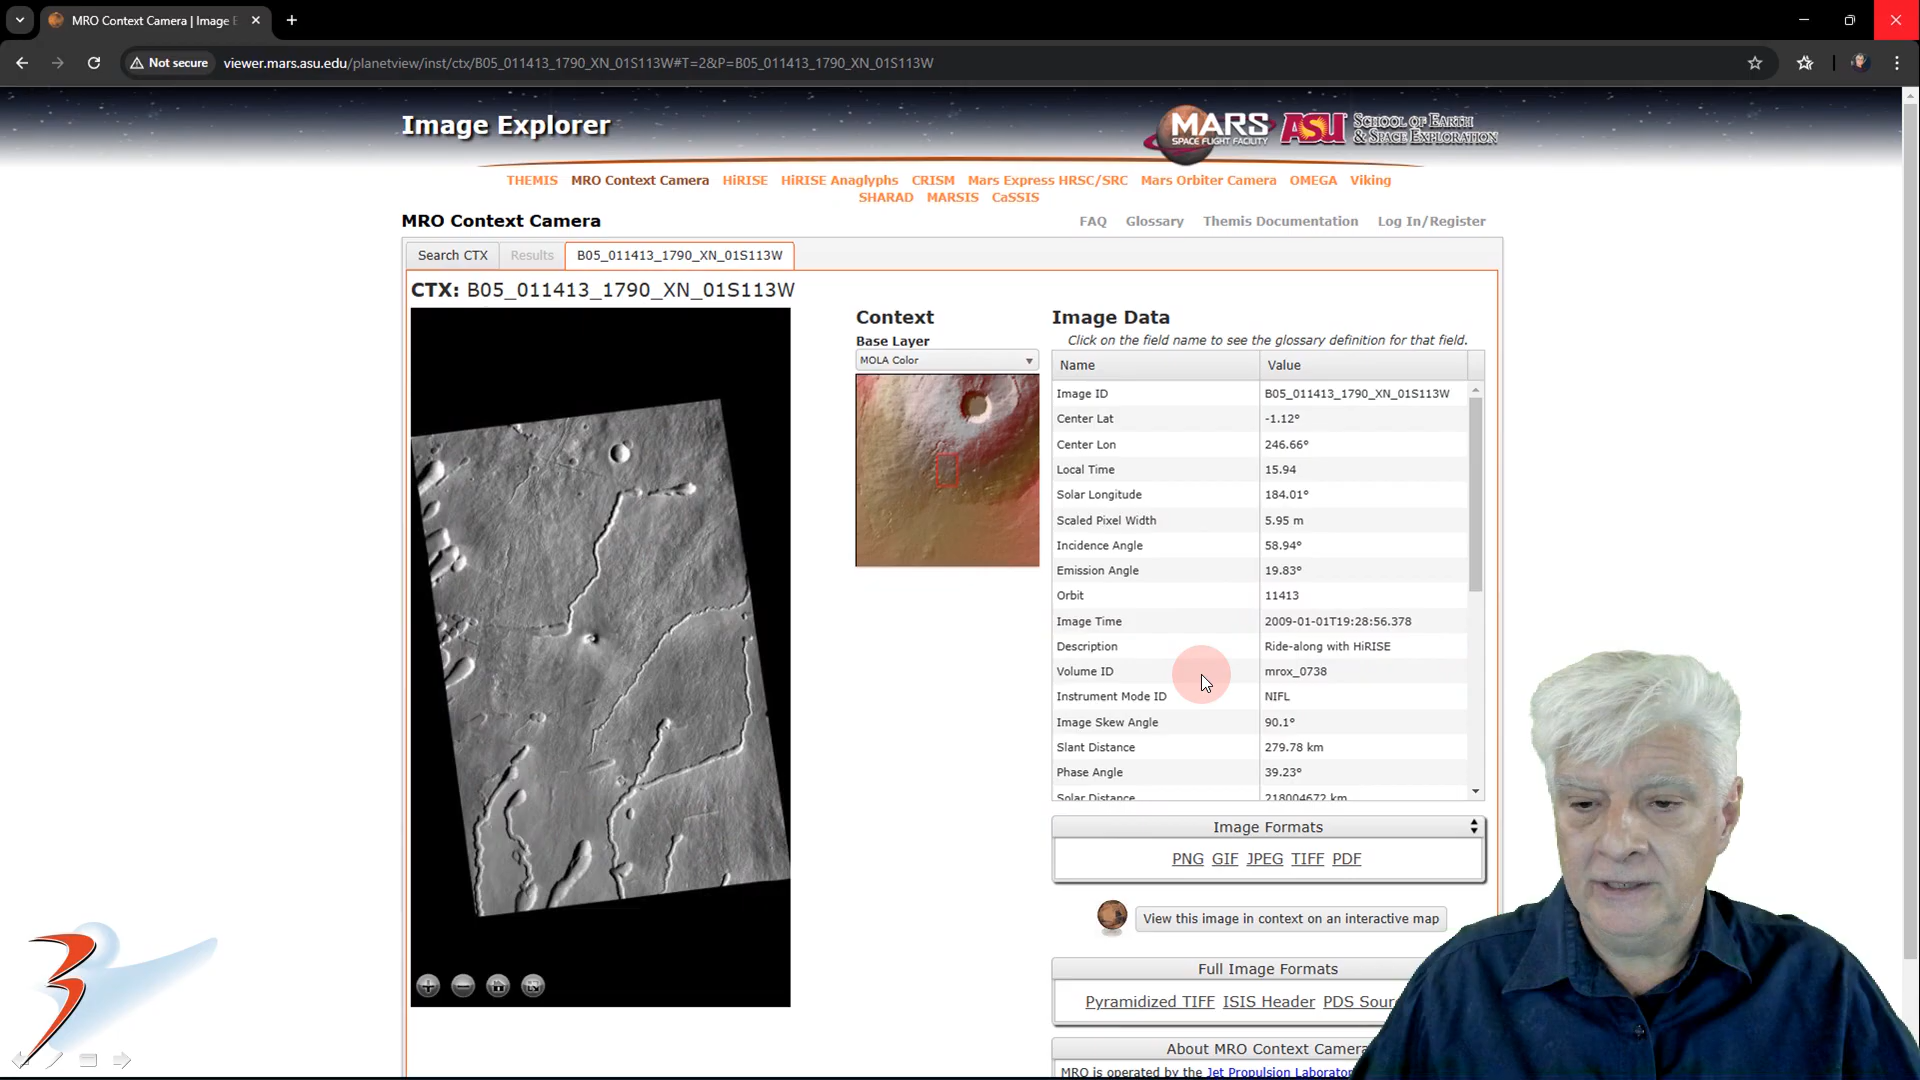 MRO Context Camera | Image E
Not secure
viewer.mars.asu.edu/planetview/inst/ctx/B05_011413_1790_XN_01S113W#T=2&P=B05_011413_1790_XN_01S113W
Image Explorer
MARS
SPACE FLIGHT FACILITY
ASU
SCHOOL OF EARTH
& SPACE EXPLORATION
THEMIS MRO Context Camera HiRISE HiRISE Anaglyphs CRISM Mars Express HRSC/SRC Mars Orbiter Camera OMEGA Viking
SHARAD MARSIS CaSSIS
MRO Context Camera
FAQ Glossary Themis Documentation Log In/Register
Search CTX Results B05_011413_1790_XN_01S113W
CTX: B05_011413_1790_XN_01S113W
Context
Base Layer
MOLA Color
Image Data
Click on the field name to see the glossary definition for that field.
Name Value
Image ID B05_011413_1790_XN_01S113W
Center Lat -1.12°
Center Lon 246.66°
Local Time 15.94
Solar Longitude 184.01°
Scaled Pixel Width 5.95 m
Incidence Angle 58.94°
Emission Angle 19.83°
Orbit 11413
Image Time 2009-01-01T19:28:56.378
Description Ride-along with HiRISE
Volume ID mrox_0738
Instrument Mode ID NIFL
Image Skew Angle 90.1°
Slant Distance 279.78 km
Phase Angle 39.23°
Solar Distance 218004672 km
Image Formats
PNG GIF JPEG TIFF PDF
View this image in context on an interactive map
Full Image Formats
Pyramidized TIFF ISIS Header PDS Sour
About MRO Context Camera
MRO is operated by the Jet Propulsion Laborator